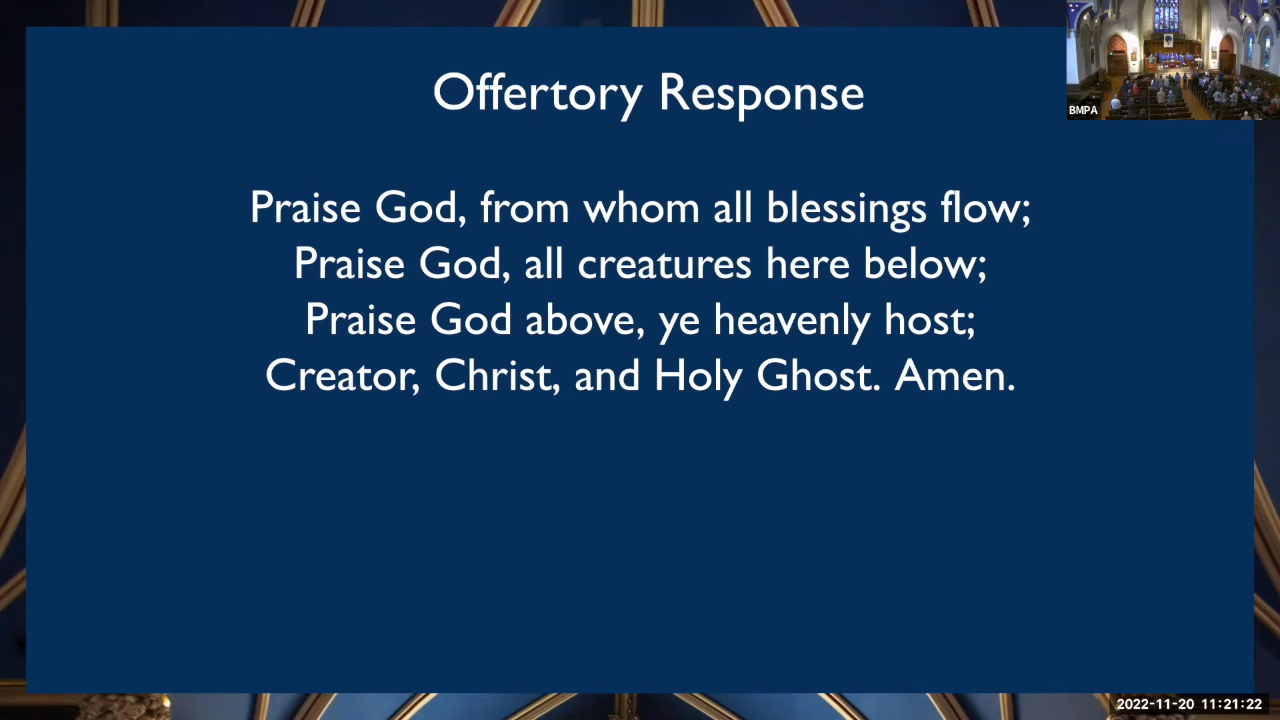 Offertory Response
BMPA
Praise God, from whom all blessings flow;
Praise God, all creatures here below;
Praise God above, ye heavenly host;
Creator, Christ, and Holy Ghost. Amen.
2022-11-20 11:21:22